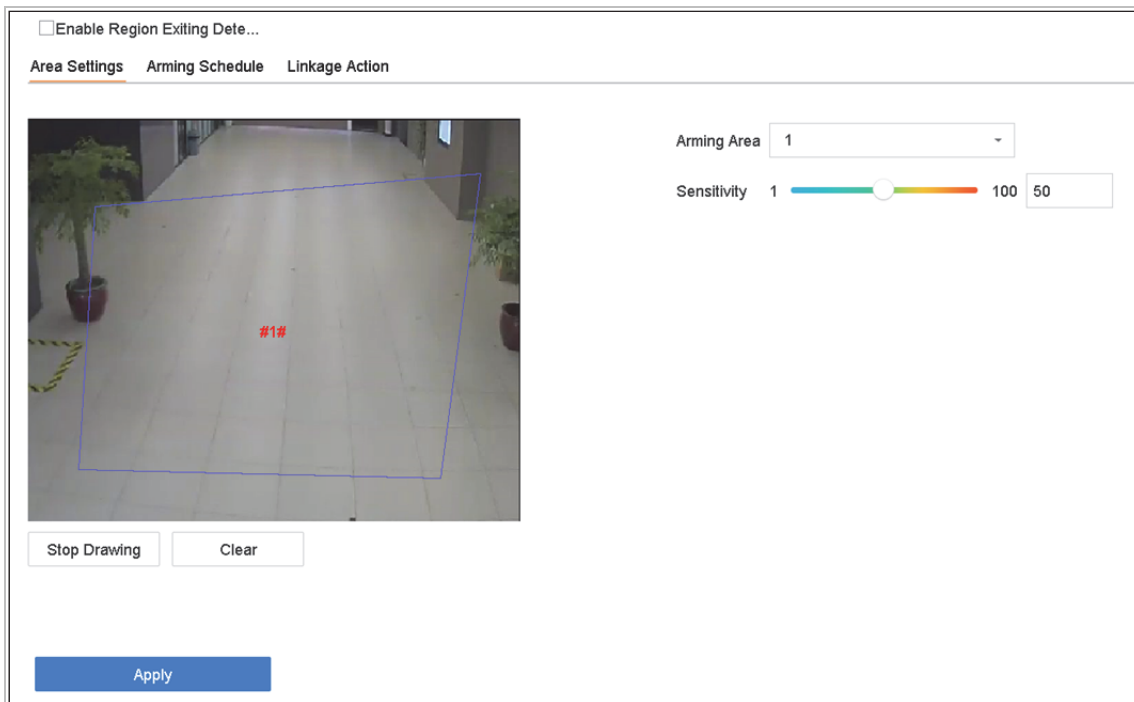 Enable Region Exiting Dete...
Area Settings Arming Schedule Linkage Action
Arming Area 1
Sensitivity 1 100 50
#1#
Stop Drawing Clear
Apply